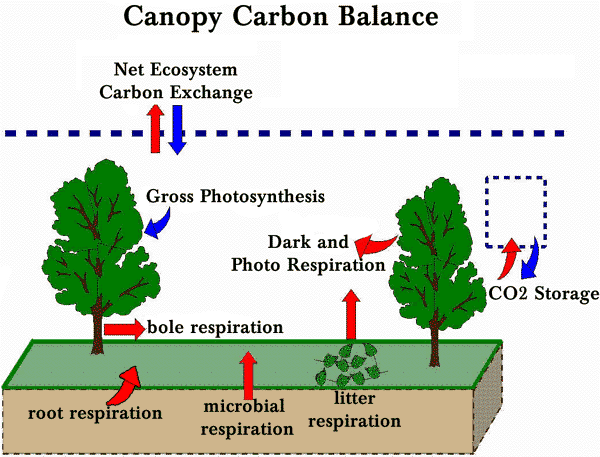 Canopy Carbon Balance
Net Ecosystem
Carbon Exchange
Gross Photosynthesis
Dark and
Photo Respiration
CO2 Storage
bole respiration
root respiration
microbial
respiration
litter
respiration